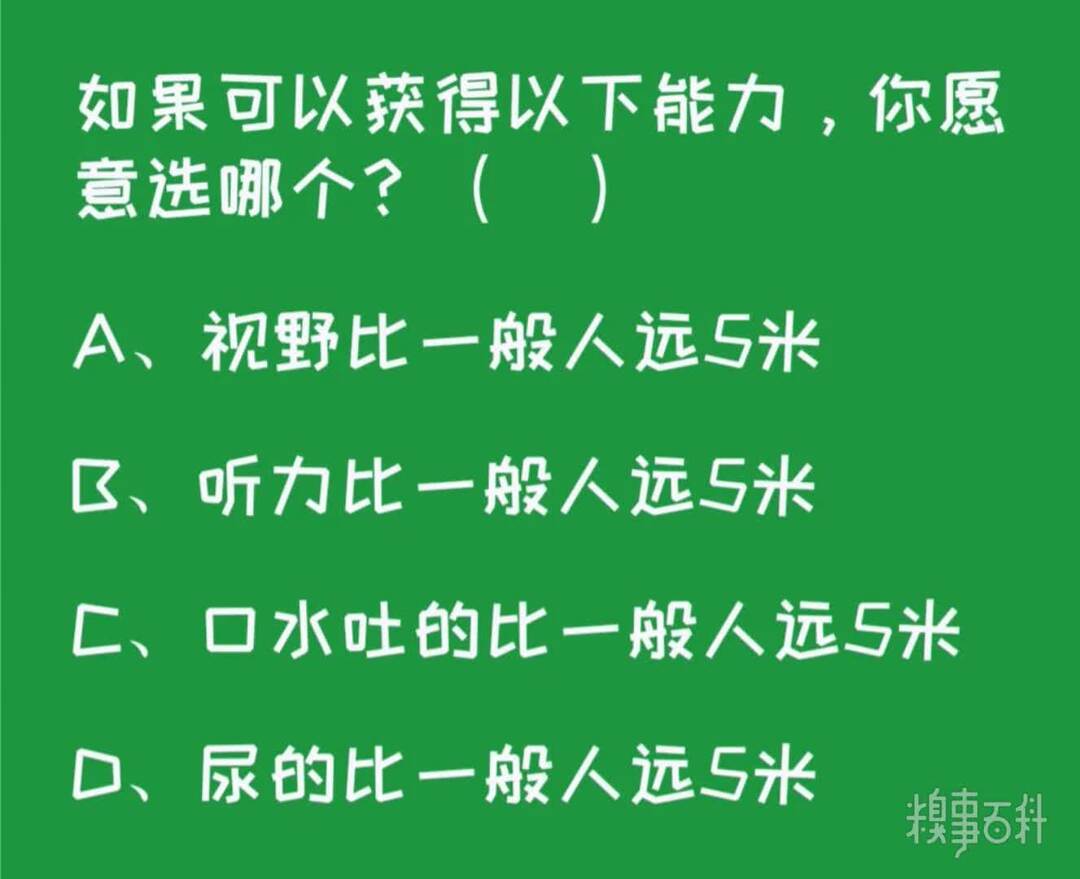 如果可以获得以下能力，你愿
意选哪个？（ ）
A、视野比一般人远5米
B、听力比一般人远5米
C、口水吐的比一般人远5米
D、尿的比一般人远5米
糗事百科